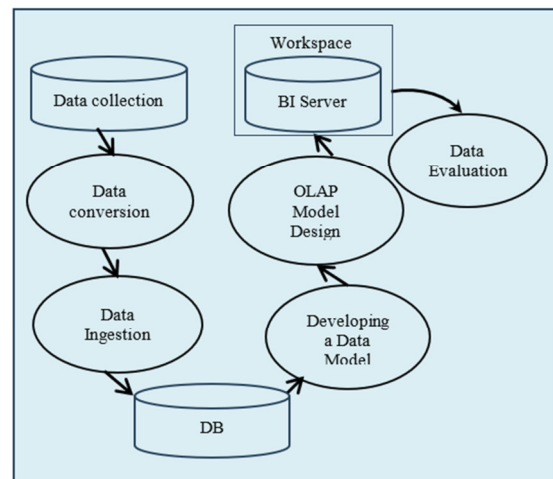 Data collection
Data
conversion
Data
Ingestion
DB
Developing
a Data
Model
OLAP
Model
Design
Workspace
BI Server
Data
Evaluation